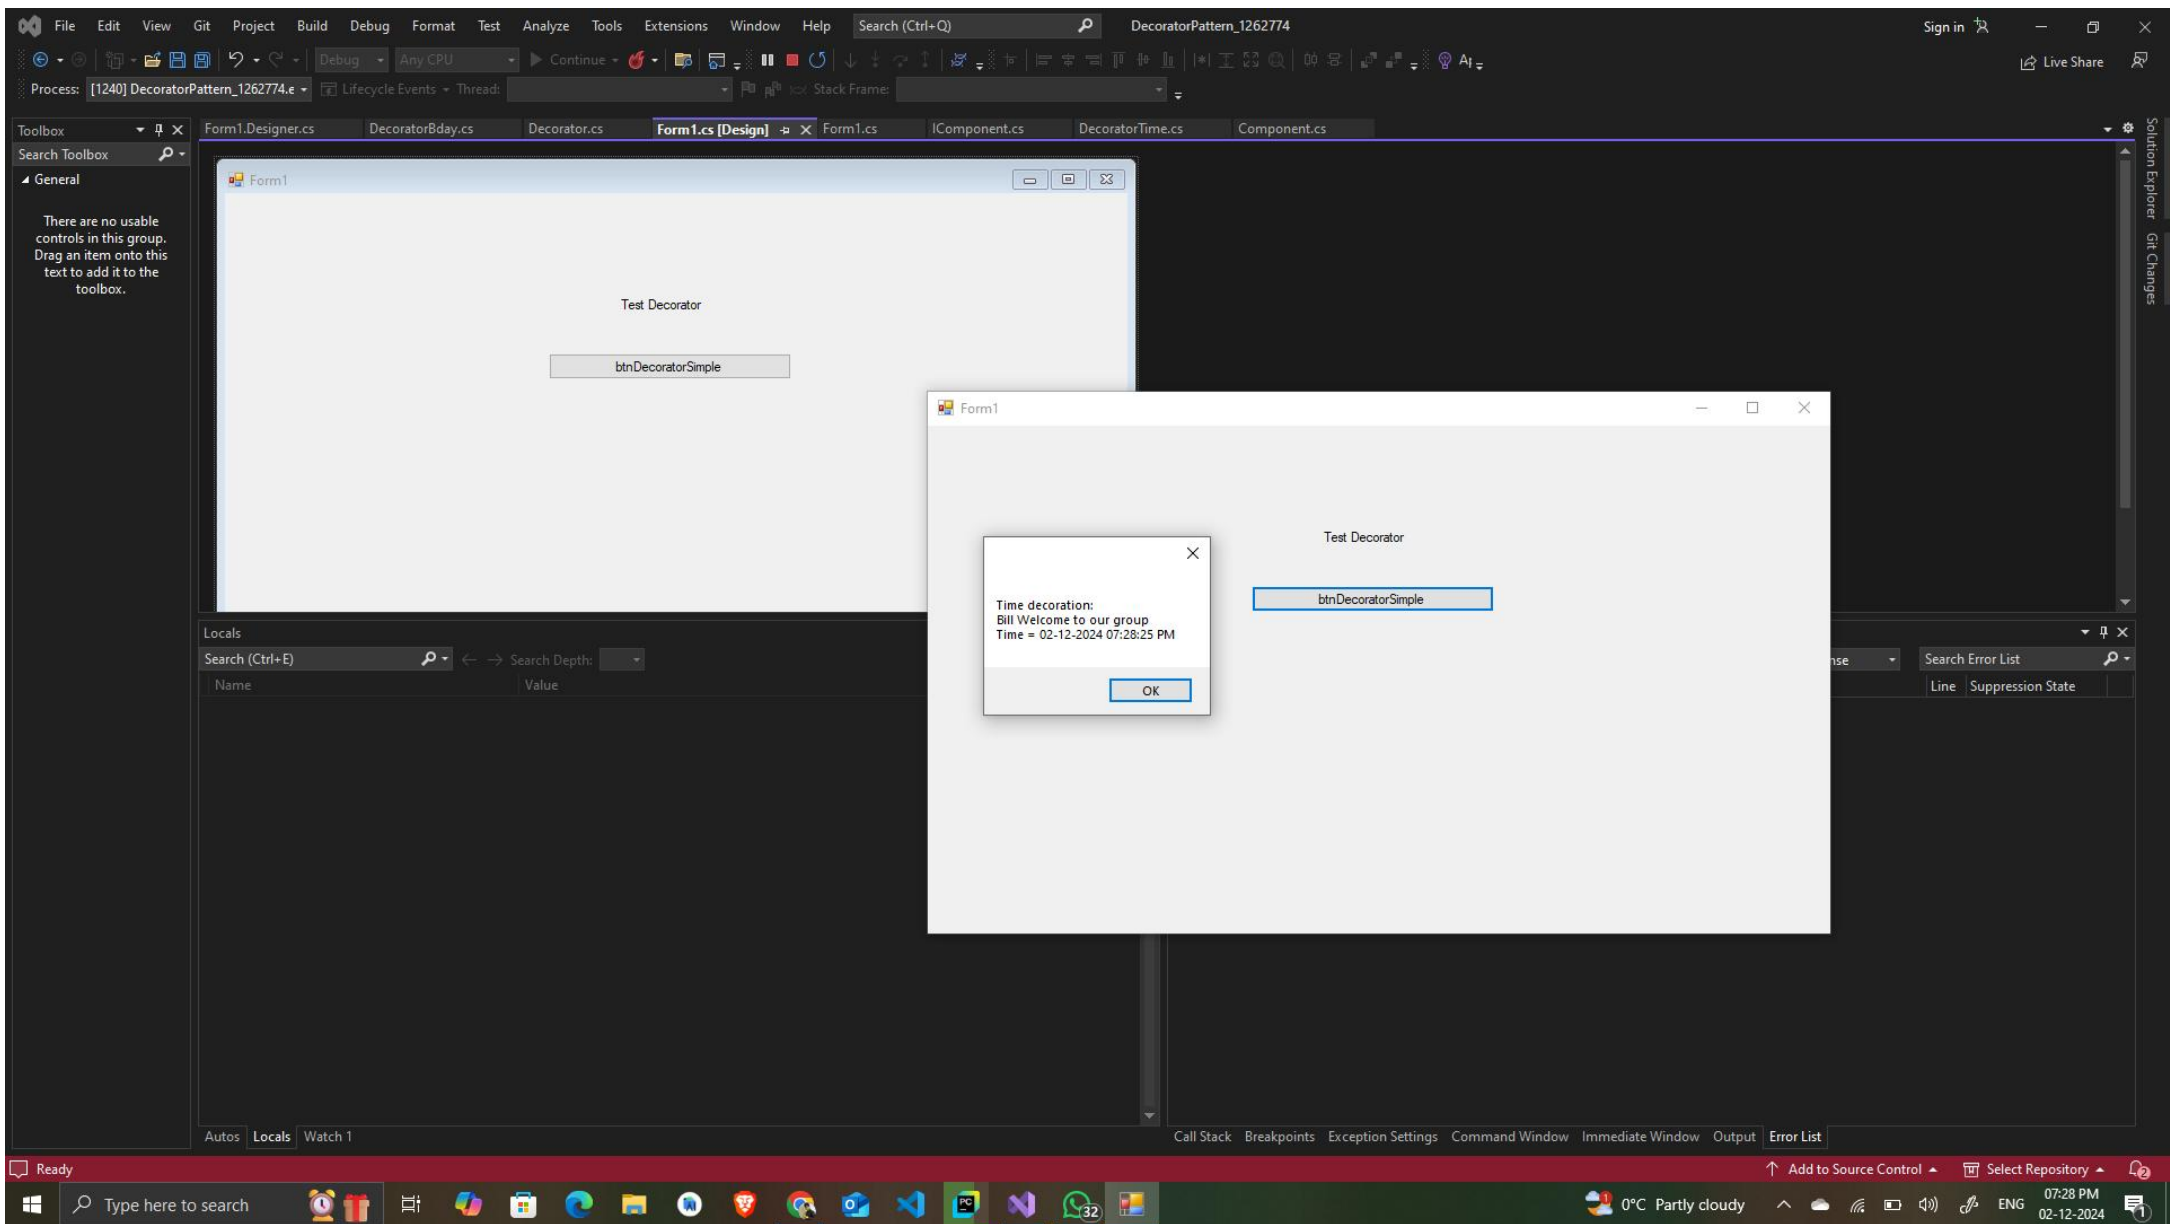 File Edit View Git Project Build Debug Format Test Analyze Tools Extensions Window Help Search (Ctrl+Q) DecoratorPattern_1262774 Sign in
Debug Any CPU Continue Live Share
Process: [1240] DecoratorPattern_1262774.e Lifecycle Events Thread: Stack Frame:
Toolbox
Form1.Designer.cs DecoratorBday.cs Decorator.cs Form1.cs [Design] Form1.cs IComponent.cs DecoratorTime.cs Component.cs
Search Toolbox
General
There are no usable
controls in this group.
Drag an item onto this
text to add it to the
toolbox.
Form1
Test Decorator
btnDecoratorSimple
Solution Explorer
Git Changes
Form1
Test Decorator
btnDecoratorSimple
Time decoration:
Bill Welcome to our group
Time = 02-12-2024 07:28:25 PM
OK
Locals
Search (Ctrl+E) Search Depth:
Name Value
nse Search Error List
Line Suppression State
Autos Locals Watch 1
Call Stack Breakpoints Exception Settings Command Window Immediate Window Output Error List
Ready Add to Source Control Select Repository 2
Type here to search 32 0°C Partly cloudy ENG 07:28 PM
02-12-2024 1